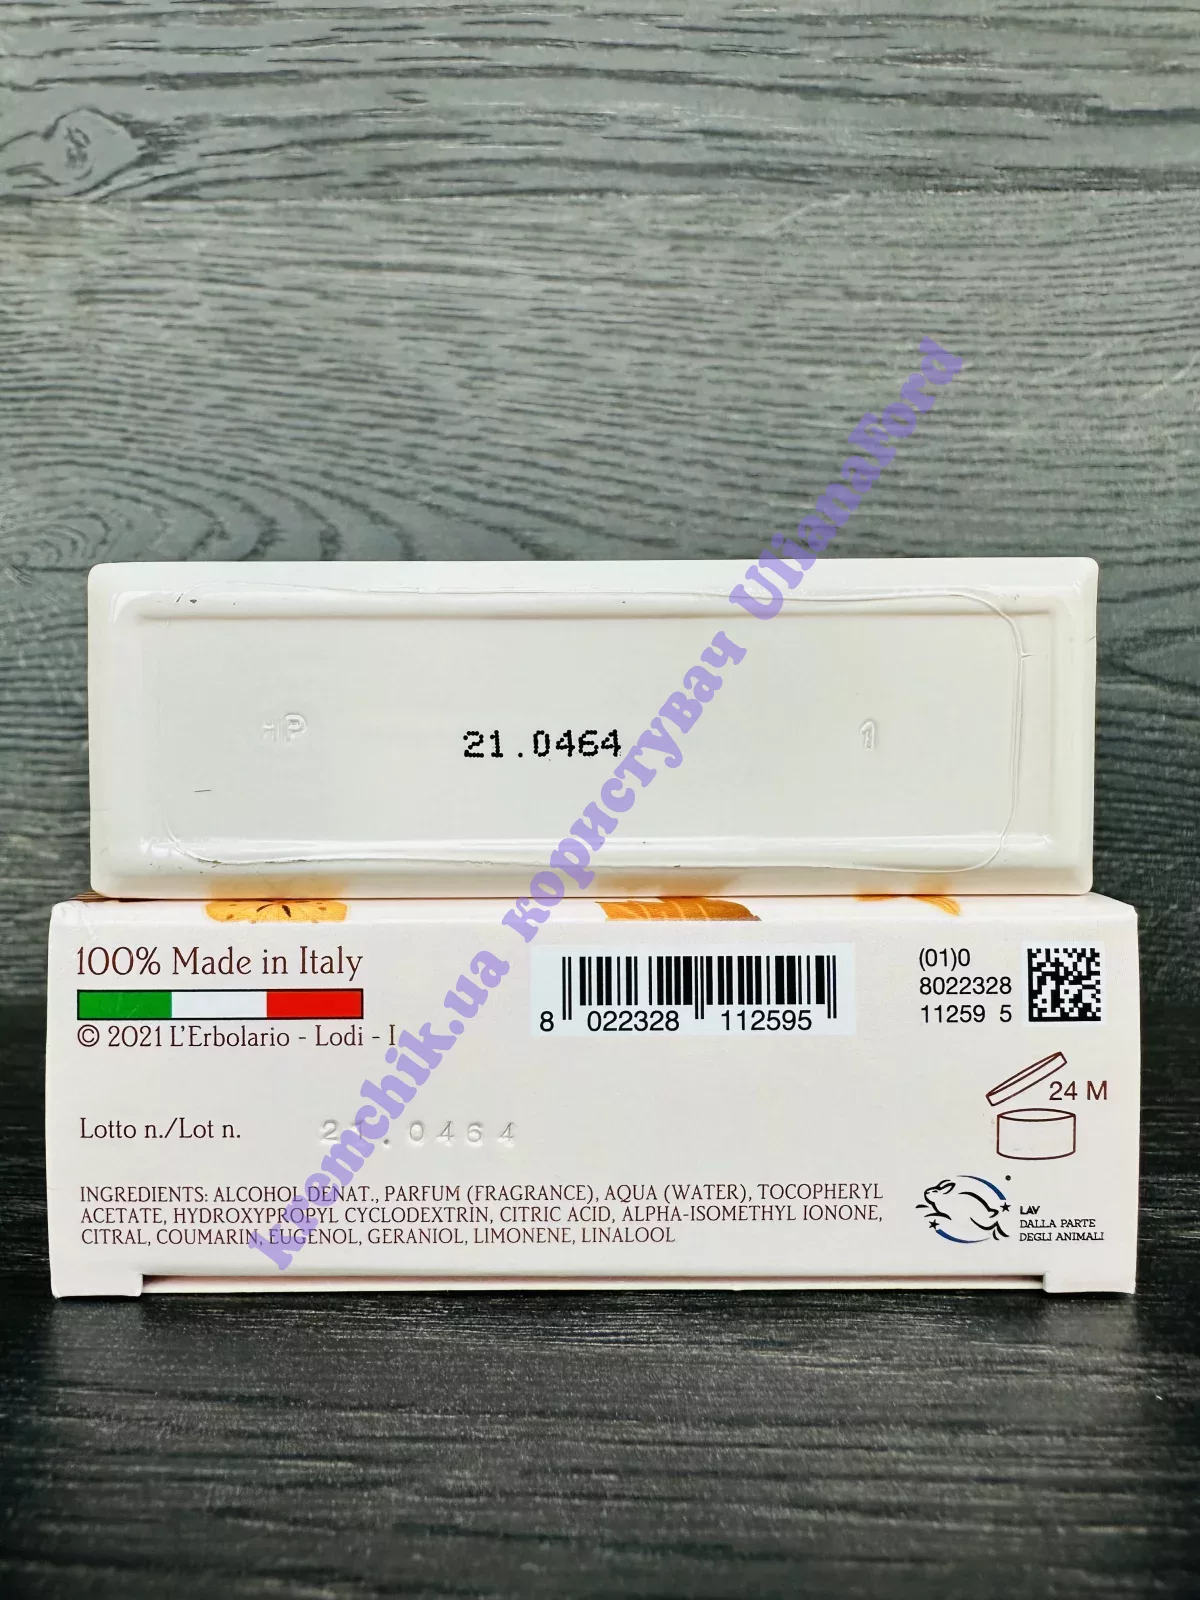 HP
21.0464
1
100% Made in Italy
© 2021 L'Erbolario - Lodi - I
8 022328 112595
(01)0
8022328
11259 5
24 M
Lotto n./Lot n.
21.0464
INGREDIENTS: ALCOHOL DENAT., PARFUM (FRAGRANCE), AQUA (WATER), TOCOPHERYL
ACETATE, HYDROXYPROPYL CYCLODEXTRIN, CITRIC ACID, ALPHA-ISOMETHYL IONONE,
CITRAL, COUMARIN, EUGENOL, GERANIOL, LIMONENE, LINALOOL
LAV
DALLA PARTE
DEGLI ANIMALI
kremchik.ua користувач UlianaFord